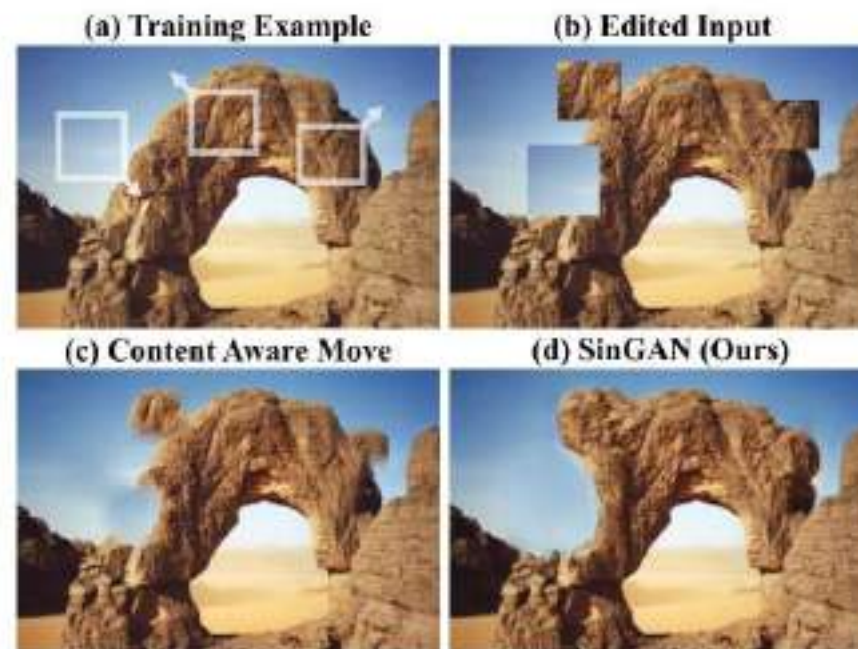 (a) Training Example
(b) Edited Input
(c) Content Aware Move
(d) SinGAN (Ours)